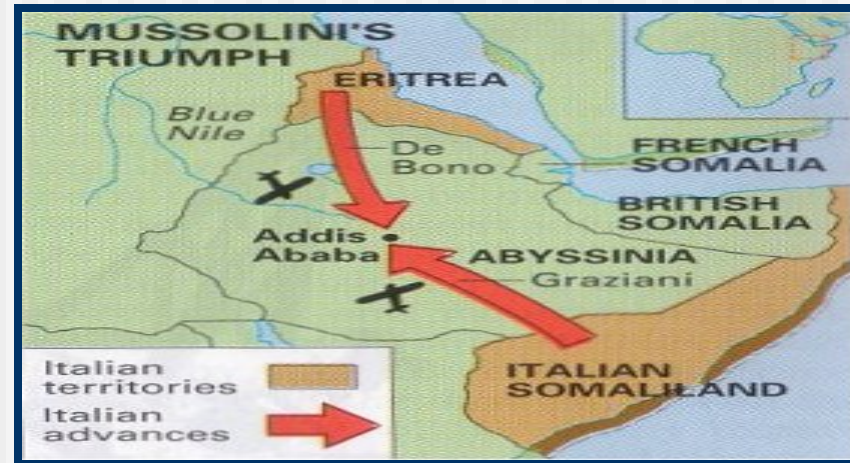 MUSSOLINI'S
TRIUMPH
ERITREA
Blue
Nile
De
Bono
FRENCH
SOMALIA
BRITISH
SOMALIA
Addis
Ababa
ABYSSINIA
Graziani
ITALIAN
SOMALILAND
Italian
territories
Italian
advances